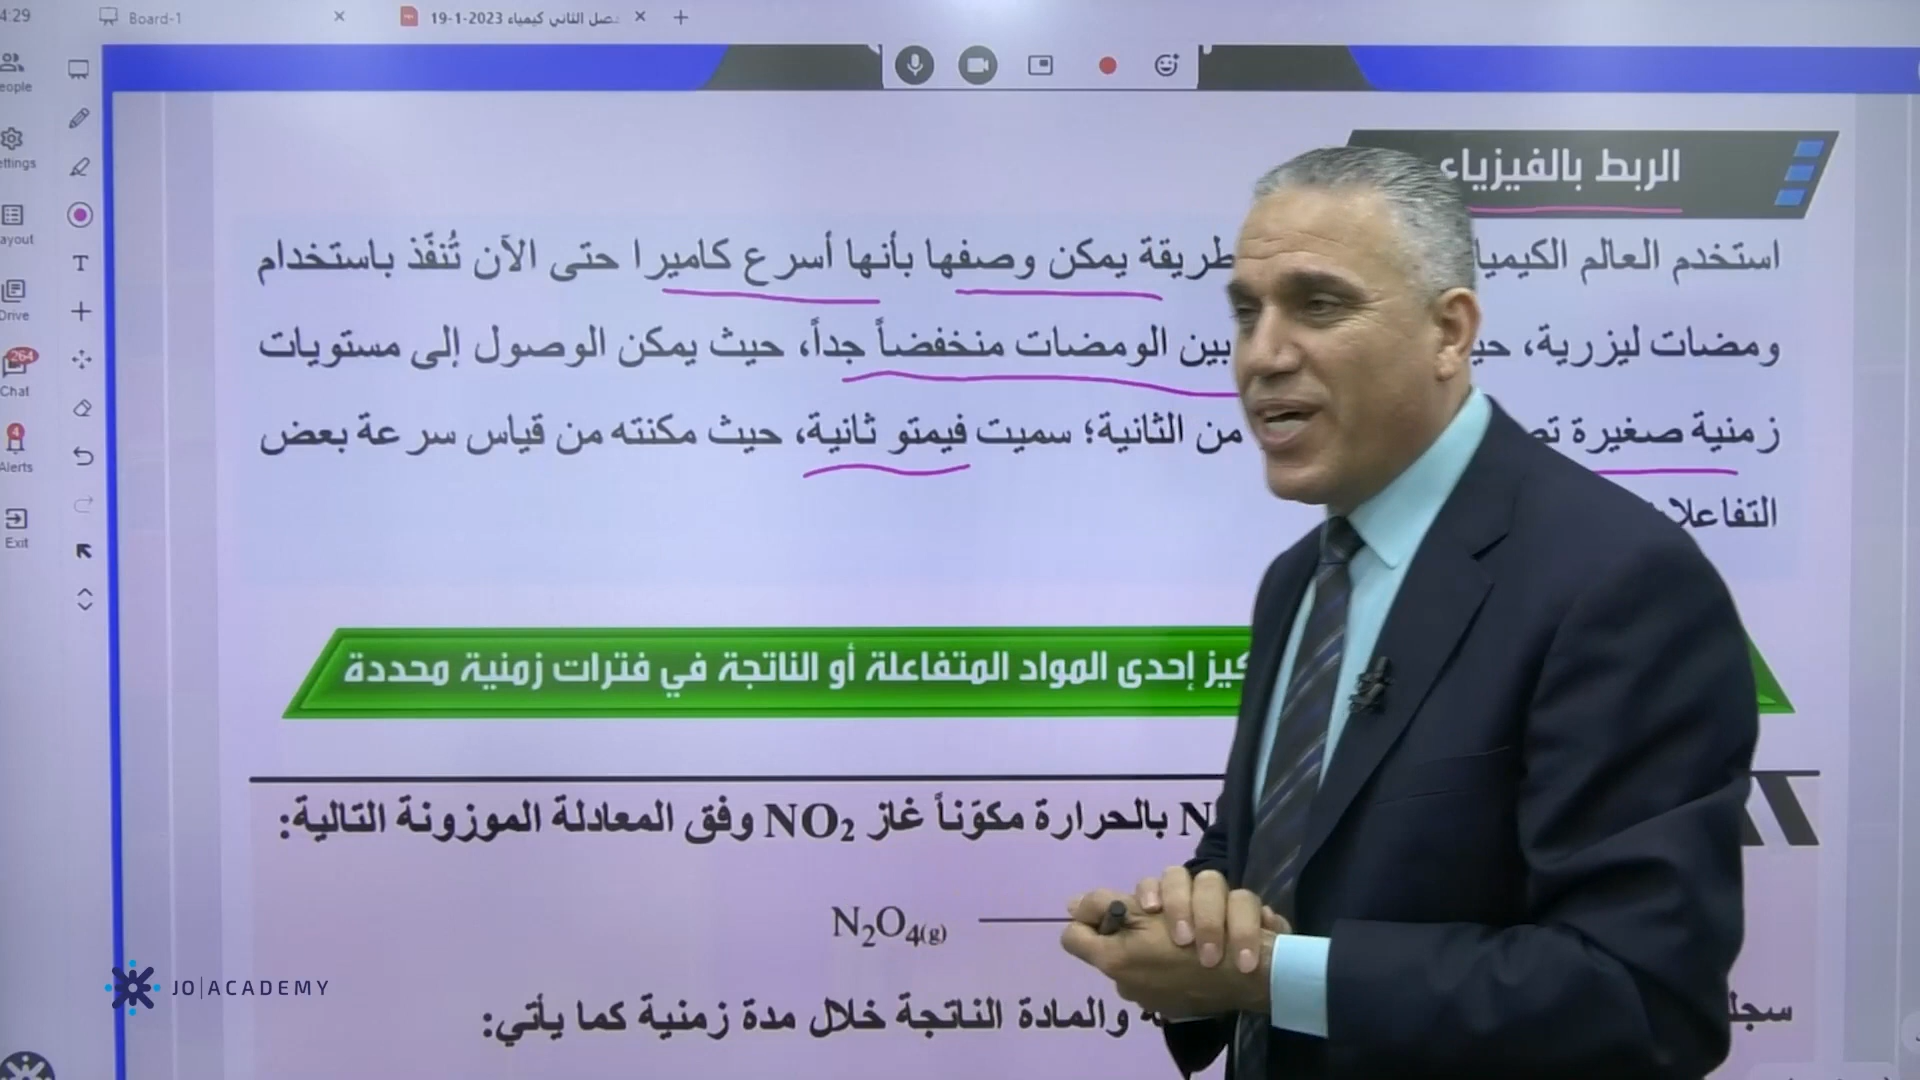 4:29
Board-1
صل الثاني كيمياء 2023-1-19
eople
ettings
ayout
Drive
264
Chat
4
Alerts
Exit
T
الربط بالفيزياء
استخدم العالم الكيميا طريقة يمكن وصفها بأنها أسرع كاميرا حتى الآن تُنفّذ باستخدام
ومضات ليزرية، حي بين الومضات منخفضاً جداً، حيث يمكن الوصول إلى مستويات
زمنية صغيرة تص من الثانية؛ سميت فيمتو ثانية، حيث مكنته من قياس سرعة بعض
التفاعلا
كيز إحدى المواد المتفاعلة أو الناتجة في فترات زمنية محددة
N بالحرارة مكوّناً غاز NO₂ وفق المعادلة الموزونة التالية:
N₂O₄(g)
سجل والمادة الناتجة خلال مدة زمنية كما يأتي:
JO|ACADEMY